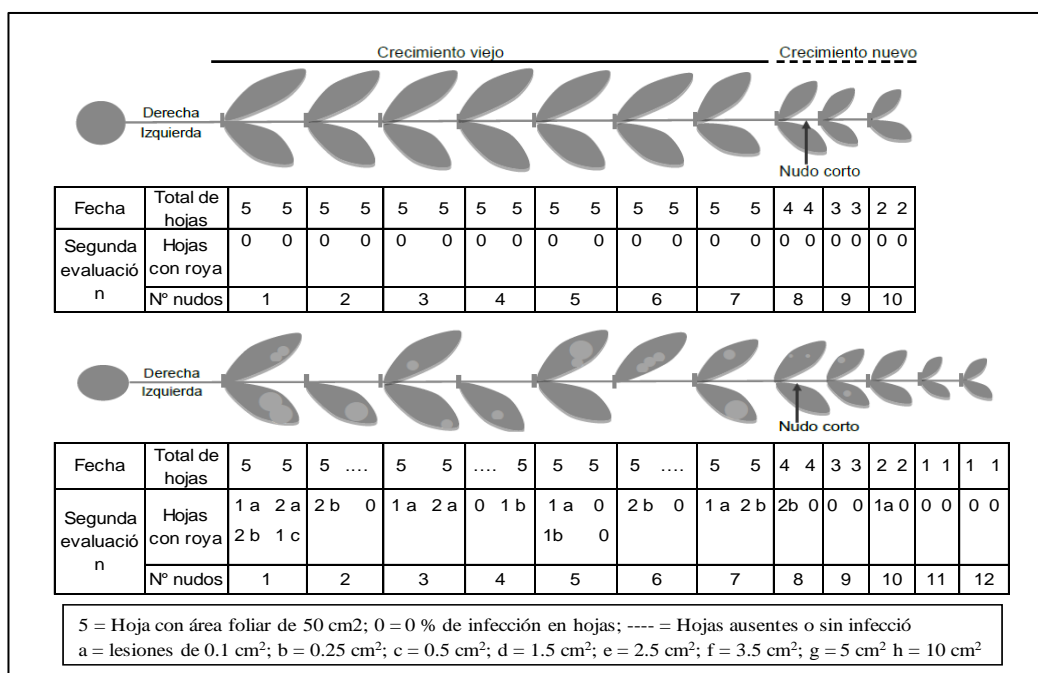 Crecimiento viejo Crecimiento nuevo
Derecha
Izquierda
Nudo corto
Fecha Total de hojas 5 5 5 5 5 5 5 5 5 5 5 5 5 5 4 4 3 3 2 2
Segunda evaluació n Hojas con roya 0 0 0 0 0 0 0 0 0 0 0 0 0 0 0 0 0 0 0 0
N° nudos 1 2 3 4 5 6 7 8 9 10
Derecha
Izquierda
Nudo corto
Fecha Total de hojas 5 5 5 .... 5 5 .... 5 5 5 5 .... 5 5 4 4 3 3 2 2 1 1 1 1
Segunda evaluació n Hojas con roya 1 a 2 a 2 b 0 1 a 2 a 0 1 b 1 a 0 2 b 0 1 a 2 b 2b 0 0 0 1a 0 0 0 0 0
2 b 1 c 1b 0
N° nudos 1 2 3 4 5 6 7 8 9 10 11 12
5 = Hoja con área foliar de 50 cm2; 0 = 0 % de infección en hojas; ---- = Hojas ausentes o sin infecció
a = lesiones de 0.1 cm²; b = 0.25 cm²; c = 0.5 cm²; d = 1.5 cm²; e = 2.5 cm²; f = 3.5 cm²; g = 5 cm² h = 10 cm²